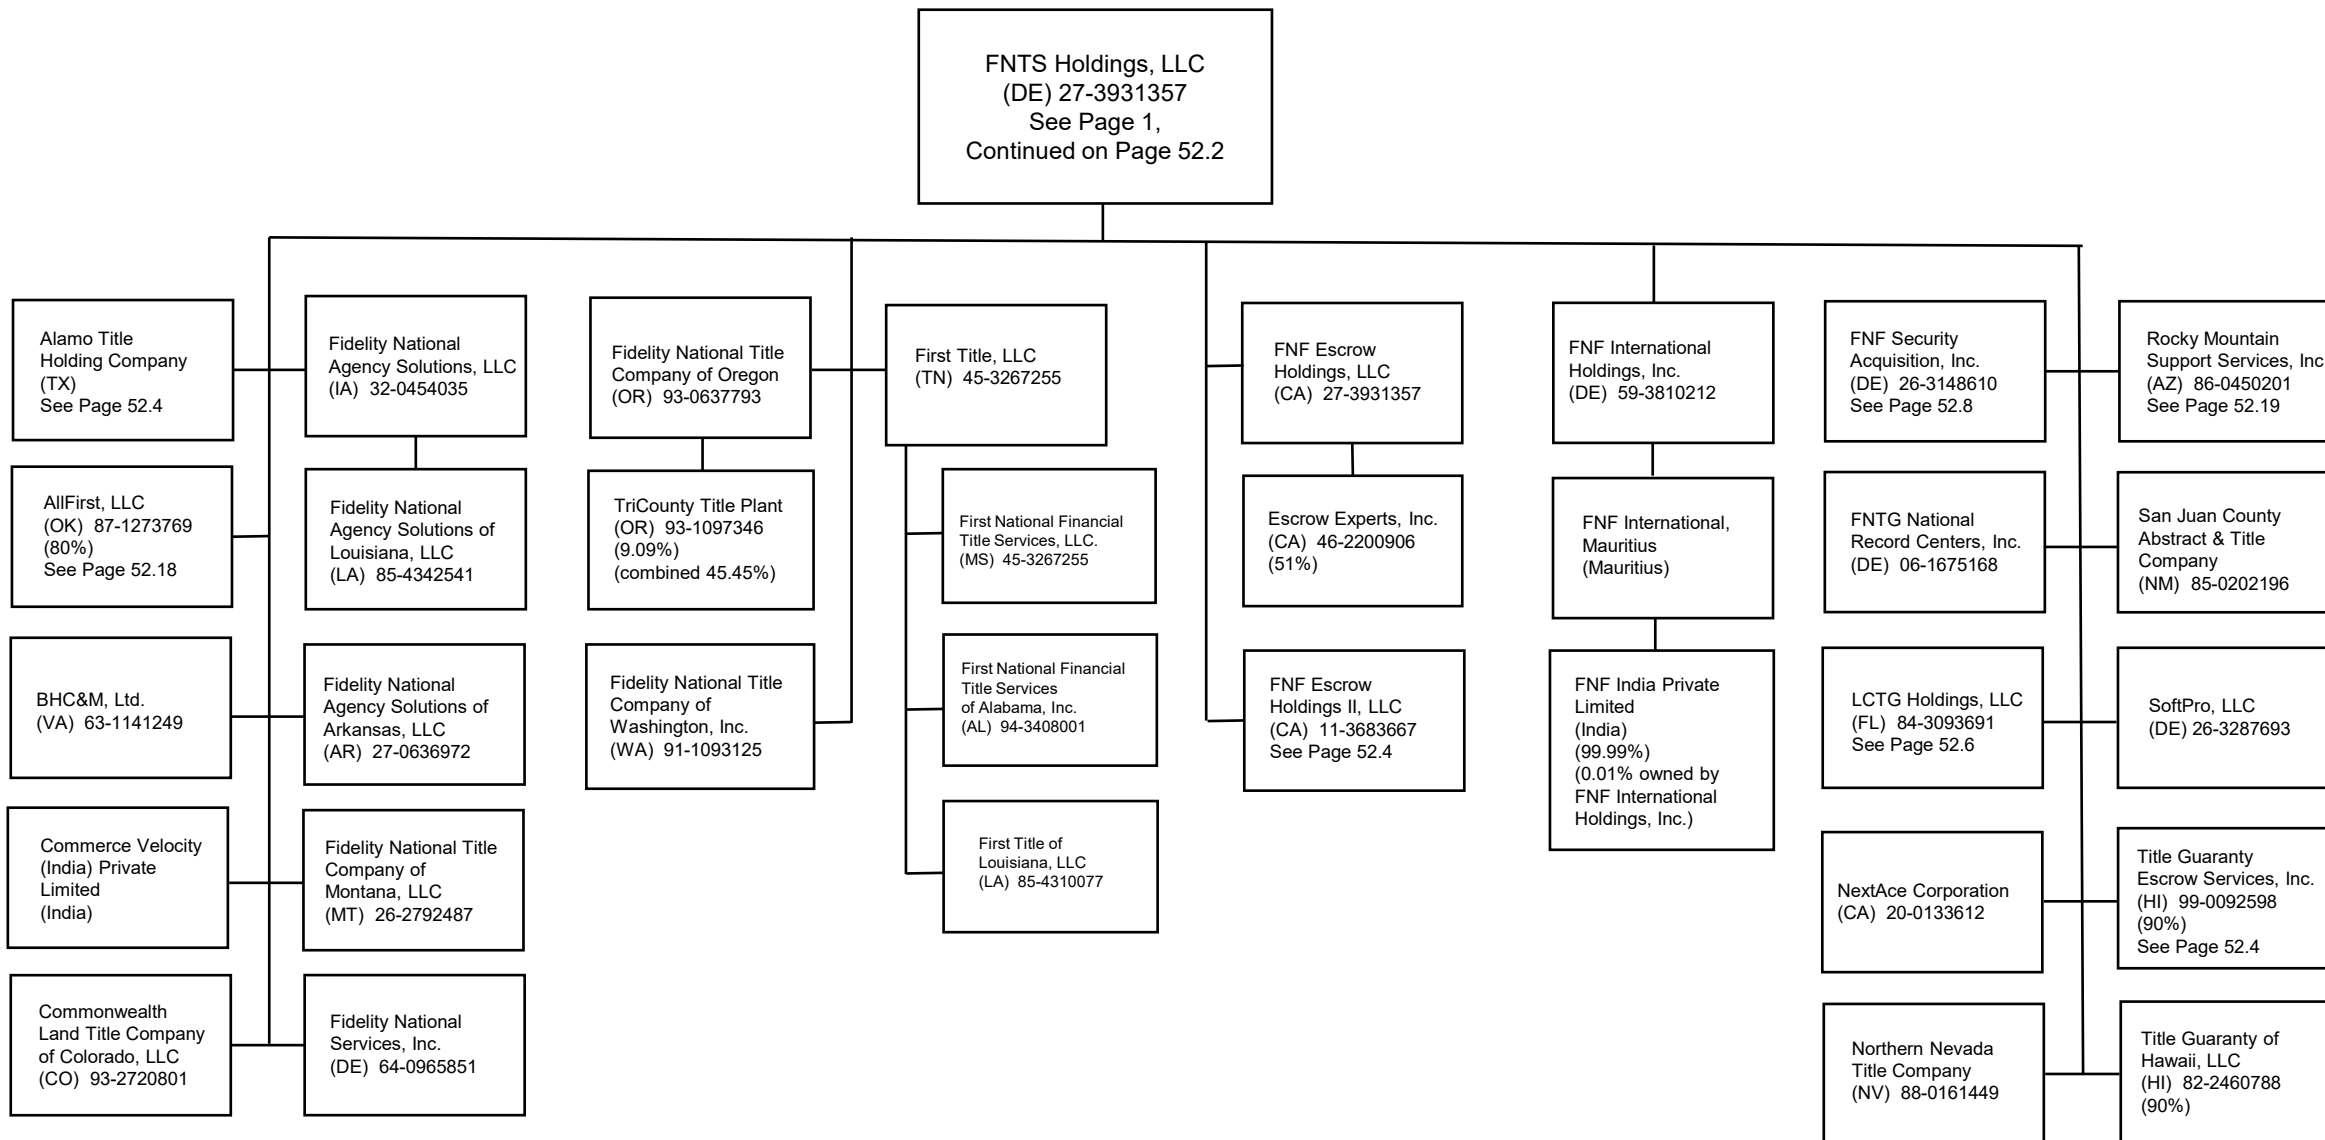 FNTS Holdings, LLC
(DE) 27-3931357
See Page 1,
Continued on Page 52.2
Alamo Title
Holding Company
(TX)
See Page 52.4
Fidelity National
Agency Solutions, LLC
(IA) 32-0454035
Fidelity National Title
Company of Oregon
(OR) 93-0637793
First Title, LLC
(TN) 45-3267255
FNF Escrow
Holdings, LLC
(CA) 27-3931357
FNF International
Holdings, Inc.
(DE) 59-3810212
FNF Security
Acquisition, Inc.
(DE) 26-3148610
See Page 52.8
Rocky Mountain
Support Services, Inc
(AZ) 86-0450201
See Page 52.19
AllFirst, LLC
(OK) 87-1273769
(80%)
See Page 52.18
Fidelity National
Agency Solutions of
Louisiana, LLC
(LA) 85-4342541
TriCounty Title Plant
(OR) 93-1097346
(9.09%)
(combined 45.45%)
First National Financial
Title Services, LLC.
(MS) 45-3267255
Escrow Experts, Inc.
(CA) 46-2200906
(51%)
FNF International,
Mauritius
(Mauritius)
FNTG National
Record Centers, Inc.
(DE) 06-1675168
San Juan County
Abstract & Title
Company
(NM) 85-0202196
BHC&M, Ltd.
(VA) 63-1141249
Fidelity National
Agency Solutions of
Arkansas, LLC
(AR) 27-0636972
Fidelity National Title
Company of
Washington, Inc.
(WA) 91-1093125
First National Financial
Title Services
of Alabama, Inc.
(AL) 94-3408001
FNF Escrow
Holdings II, LLC
(CA) 11-3683667
See Page 52.4
FNF India Private
Limited
(India)
(99.99%)
(0.01% owned by
FNF International
Holdings, Inc.)
LCTG Holdings, LLC
(FL) 84-3093691
See Page 52.6
SoftPro, LLC
(DE) 26-3287693
Commerce Velocity
(India) Private
Limited
(India)
Fidelity National Title
Company of
Montana, LLC
(MT) 26-2792487
First Title of
Louisiana, LLC
(LA) 85-4310077
NextAce Corporation
(CA) 20-0133612
Title Guaranty
Escrow Services, Inc.
(HI) 99-0092598
(90%)
See Page 52.4
Commonwealth
Land Title Company
of Colorado, LLC
(CO) 93-2720801
Fidelity National
Services, Inc.
(DE) 64-0965851
Northern Nevada
Title Company
(NV) 88-0161449
Title Guaranty of
Hawaii, LLC
(HI) 82-2460788
(90%)